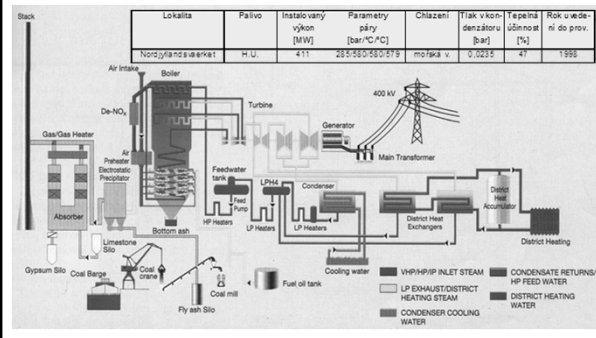 Stack
Lokalita
Palivo
Instalovaný
výkon
[MW]
Parametry
páry
[bar/°C/°C]
Chlazení
Tlak v kon-
denzátoru
[bar]
Tepelná
účinnost
[%]
Rok uvede-
ní do prov.
Nordjyllandsvaerket
H.U.
411
285/580/580/579
mořská v.
0,0235
47
1998
Air Intake
Boiler
De-NOx
Turbine
400 kV
Gas/Gas Heater
Generator
Air
Preheater
Main Transformer
Electrostatic
Precipitator
Feedwater
tank
LPH4
Condenser
District
Heat
Accumulator
Feed
Pump
Absorber
HP Heaters
LP Heaters
LP Heaters
District Heat
Exchangers
Bottom ash
District Heating
Limestone
Silo
Gypsum Silo
Coal Barge
Coal
crane
Coal mill
Fuel oil tank
Cooling water
Fly ash Silo
VHP/HP/IP INLET STEAM
LP EXHAUST/DISTRICT
HEATING STEAM
CONDENSER COOLING
WATER
CONDENSATE RETURNS/
HP FEED WATER
DISTRICT HEATING
WATER